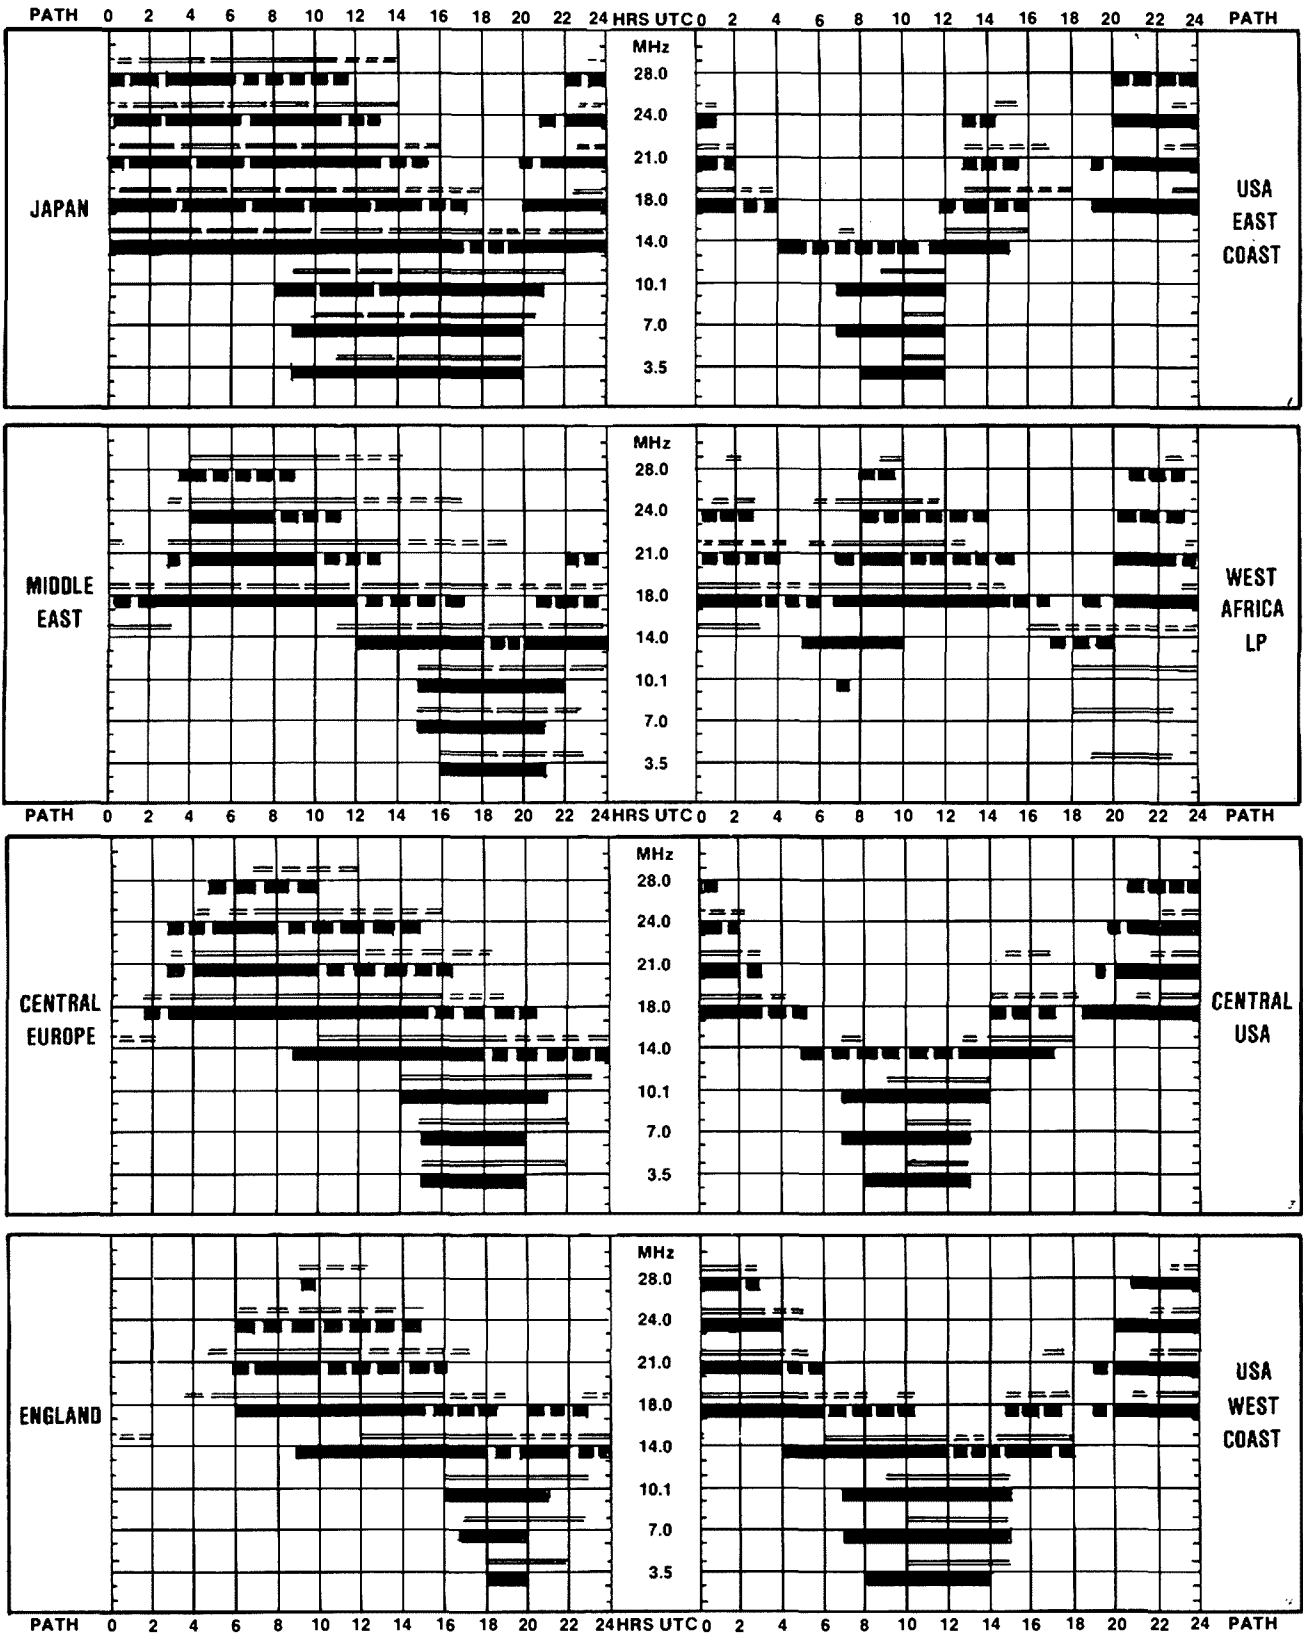 PATH 0 2 4 6 8 10 12 14 16 18 20 22 24 HRS UTC 0 2 4 6 8 10 12 14 16 18 20 22 24 PATH
JAPAN
MHz
28.0
24.0
21.0
18.0
14.0
10.1
7.0
3.5
USA
EAST
COAST
MIDDLE
EAST
MHz
28.0
24.0
21.0
18.0
14.0
10.1
7.0
3.5
WEST
AFRICA
LP
PATH 0 2 4 6 8 10 12 14 16 18 20 22 24 HRS UTC 0 2 4 6 8 10 12 14 16 18 20 22 24 PATH
CENTRAL
EUROPE
MHz
28.0
24.0
21.0
18.0
14.0
10.1
7.0
3.5
CENTRAL
USA
ENGLAND
MHz
28.0
24.0
21.0
18.0
14.0
10.1
7.0
3.5
USA
WEST
COAST
PATH 0 2 4 6 8 10 12 14 16 18 20 22 24 HRS UTC 0 2 4 6 8 10 12 14 16 18 20 22 24 PATH